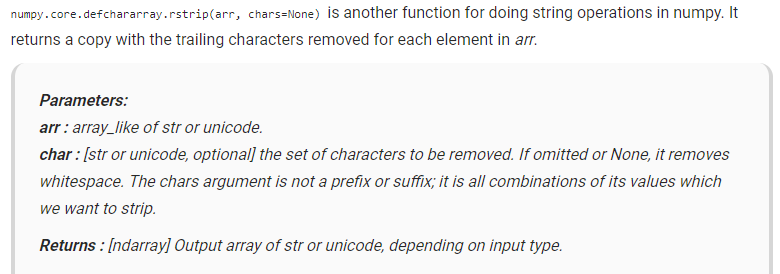 numpy.core.defchararray.rstrip(arr, chars=None) is another function for doing string operations in numpy. It
returns a copy with the trailing characters removed for each element in arr.
Parameters:
arr : array_like of str or unicode.
char : [str or unicode, optional] the set of characters to be removed. If omitted or None, it removes
whitespace. The chars argument is not a prefix or suffix; it is all combinations of its values which
we want to strip.
Returns : [ndarray] Output array of str or unicode, depending on input type.